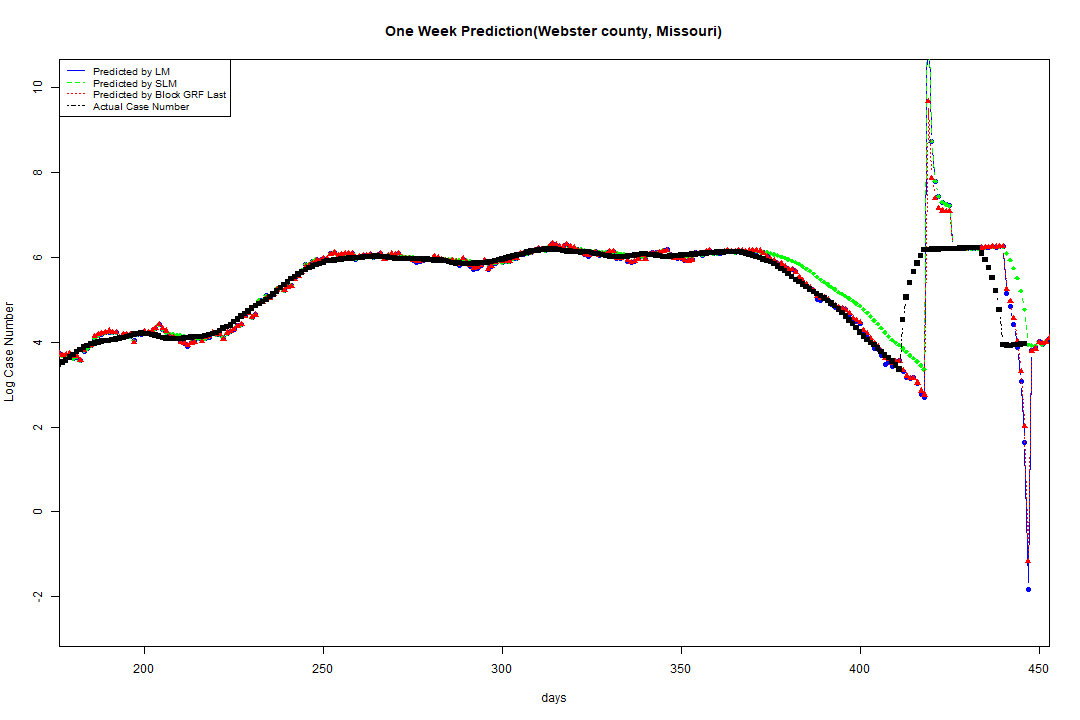 One Week Prediction(Webster county, Missouri)
Predicted by LM
Predicted by SLM
Predicted by Block GRF Last
Actual Case Number
10
8
6
4
2
0
-2
Log Case Number
200 250 300 350 400 450
days